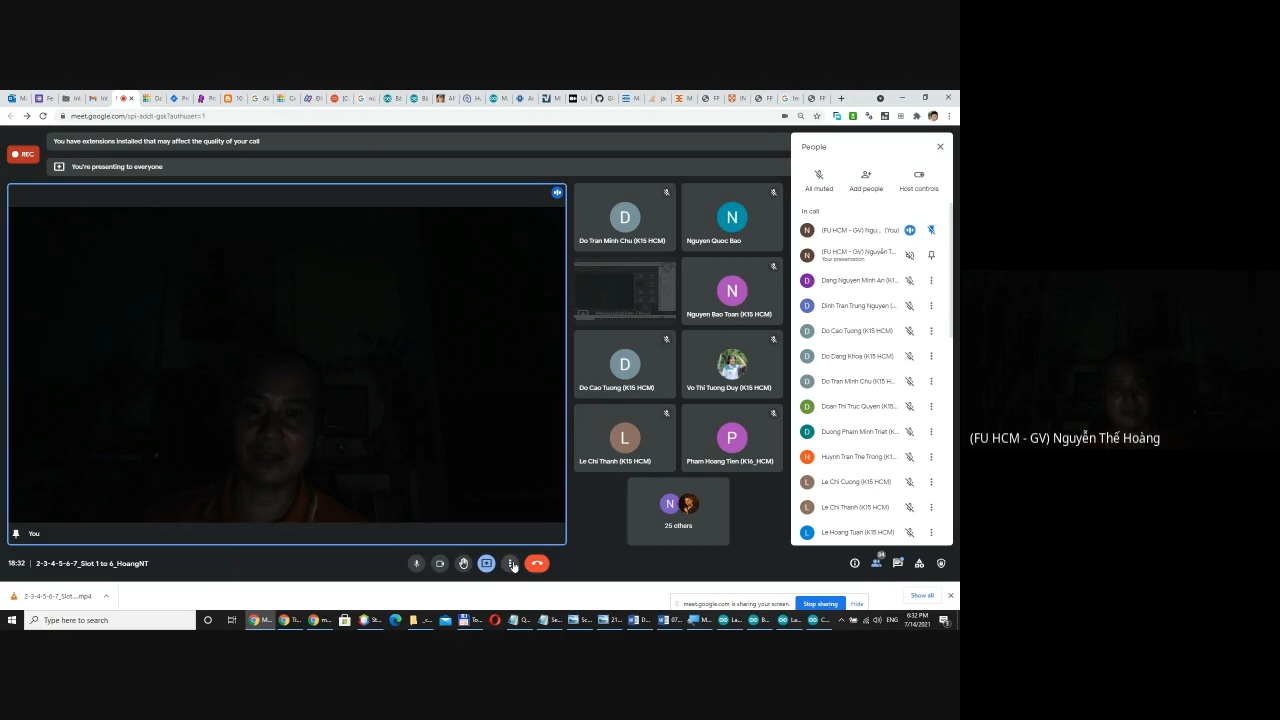 meet.google.com/spi-addt-gsk?authuser=1
REC
You have extensions installed that may affect the quality of your call
You're presenting to everyone
People
All muted
Add people
Host controls
In call
(FU HCM - GV) Ngu... (You)
(FU HCM - GV) Nguyễn T...
Your presentation
Dang Nguyen Minh An (K1...
Dinh Tran Trung Nguyen (...
Do Cao Tuong (K15 HCM)
Do Dang Khoa (K15 HCM)
Do Tran Minh Chu (K15 H...
Doan Thi Truc Quyen (K15...
Duong Pham Minh Triet (K...
Huynh Tran The Trong (K1...
Le Chi Cuong (K15 HCM)
Le Chi Thanh (K15 HCM)
Le Hoang Tuan (K15 HCM)
D
Do Tran Minh Chu (K15 HCM)
N
Nguyen Quoc Bao
Presentation (You)
N
Nguyen Bao Toan (K15 HCM)
D
Do Cao Tuong (K15 HCM)
Vo Thi Tuong Duy (K15 HCM)
L
Le Chi Thanh (K15 HCM)
P
Pham Hoang Tien (K16_HCM)
N
25 others
You
18:32 | 2-3-4-5-6-7_Slot 1 to 6_HoangNT
34
2-3-4-5-6-7_Slot....mp4
meet.google.com is sharing your screen.
Stop sharing
Hide
Show all
Type here to search
ENG
6:32 PM
7/14/2021
(FU HCM - GV) Nguyễn Thế Hoàng